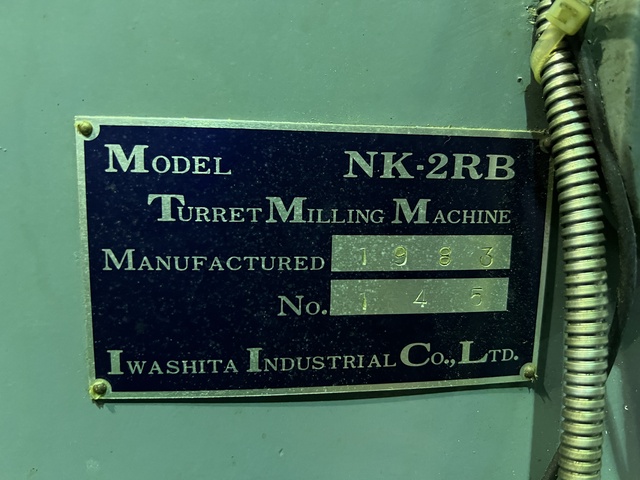 MODEL NK-2RB
TURRET MILLING MACHINE
MANUFACTURED 1983
No. 145
IWASHITA INDUSTRIAL CO., LTD.